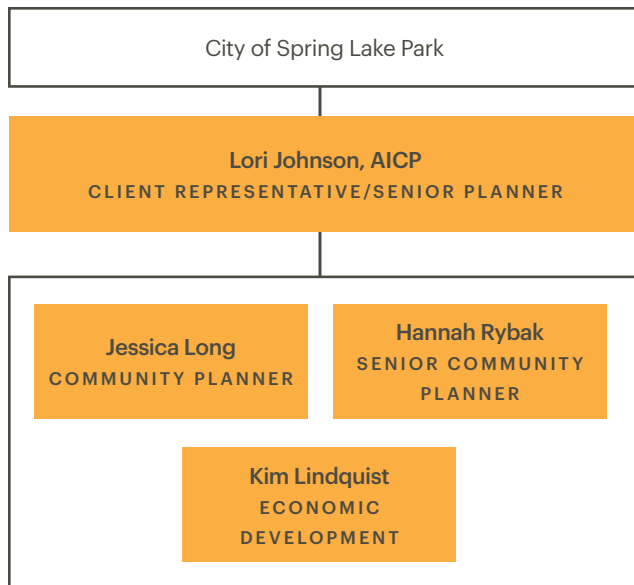 City of Spring Lake Park
Lori Johnson, AICP
CLIENT REPRESENTATIVE/SENIOR PLANNER
Jessica Long
COMMUNITY PLANNER
Hannah Rybak
SENIOR COMMUNITY
PLANNER
Kim Lindquist
ECONOMIC
DEVELOPMENT